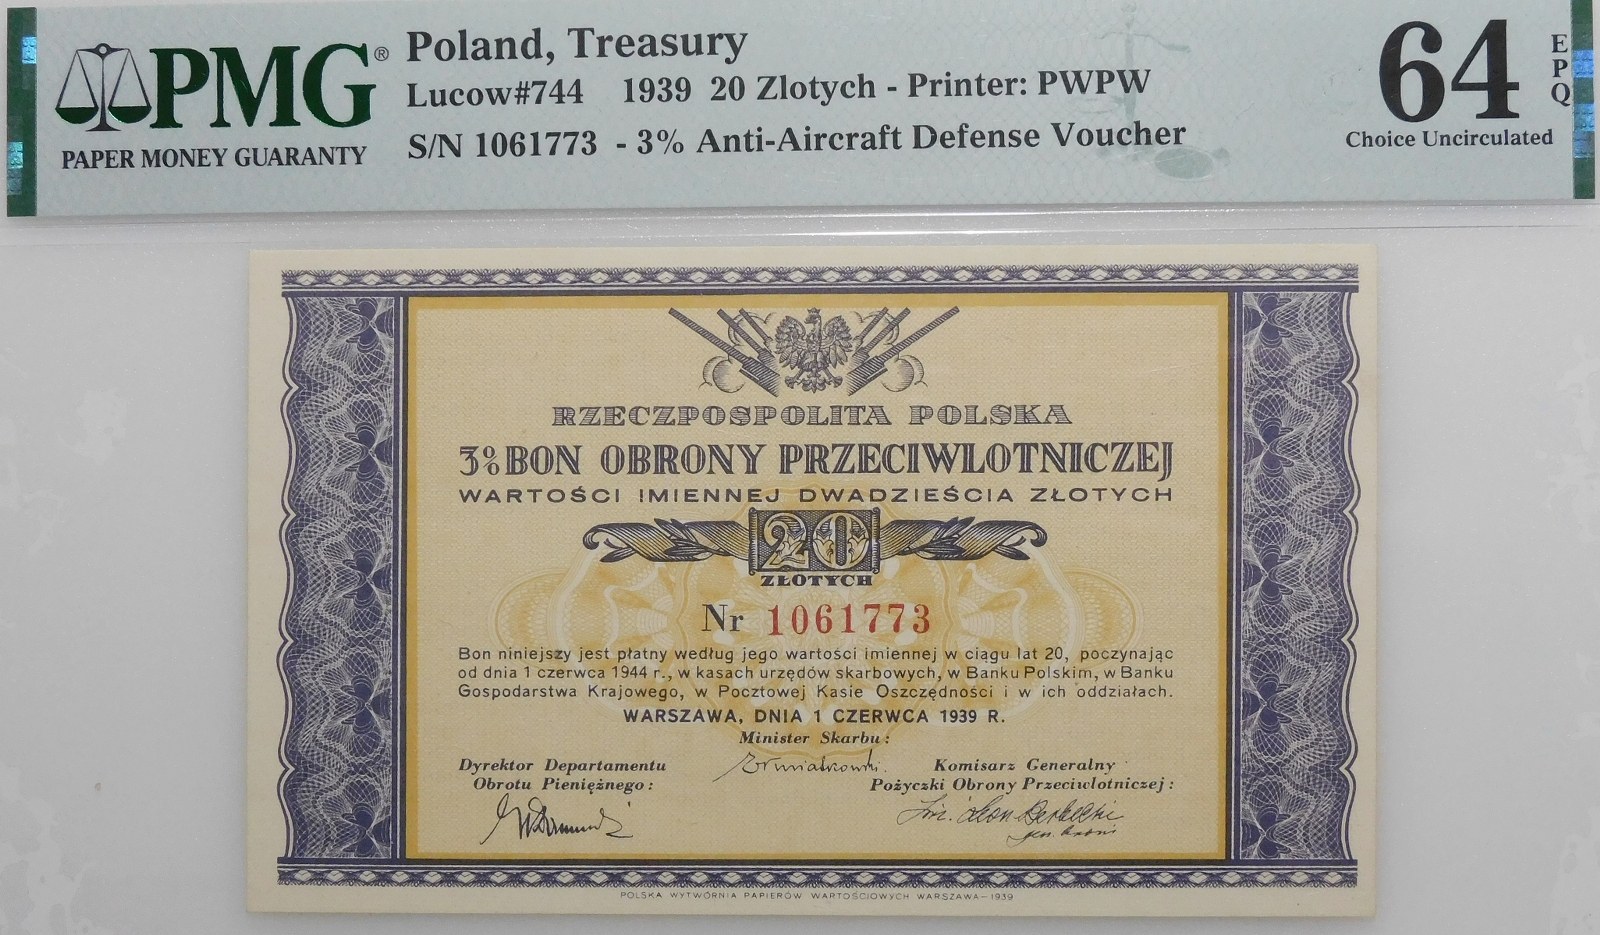 PMG®
PAPER MONEY GUARANTY
Poland, Treasury
Lucow#744 1939 20 Zlotych - Printer: PWPW
S/N 1061773 - 3% Anti-Aircraft Defense Voucher
64
EPQ
Choice Uncirculated
RZECZPOSPOLITA POLSKA
3% BON OBRONY PRZECIWLOTNICZEJ
WARTOŚCI IMIENNEJ DWADZIEŚCIA ZŁOTYCH
20
ZŁOTYCH
Nr 1061773
Bon niniejszy jest płatny według jego wartości imiennej w ciągu lat 20, poczynając
od dnia 1 czerwca 1944 r., w kasach urzędów skarbowych, w Banku Polskim, w Banku
Gospodarstwa Krajowego, w Pocztowej Kasie Oszczędności i w ich oddziałach.
WARSZAWA, DNIA 1 CZERWCA 1939 R.
Minister Skarbu:
Dyrektor Departamentu
Obrotu Pieniężnego:
Komisarz Generalny
Pożyczki Obrony Przeciwlotniczej:
POLSKA WYTWÓRNIA PAPIERÓW WARTOŚCIOWYCH WARSZAWA—1939